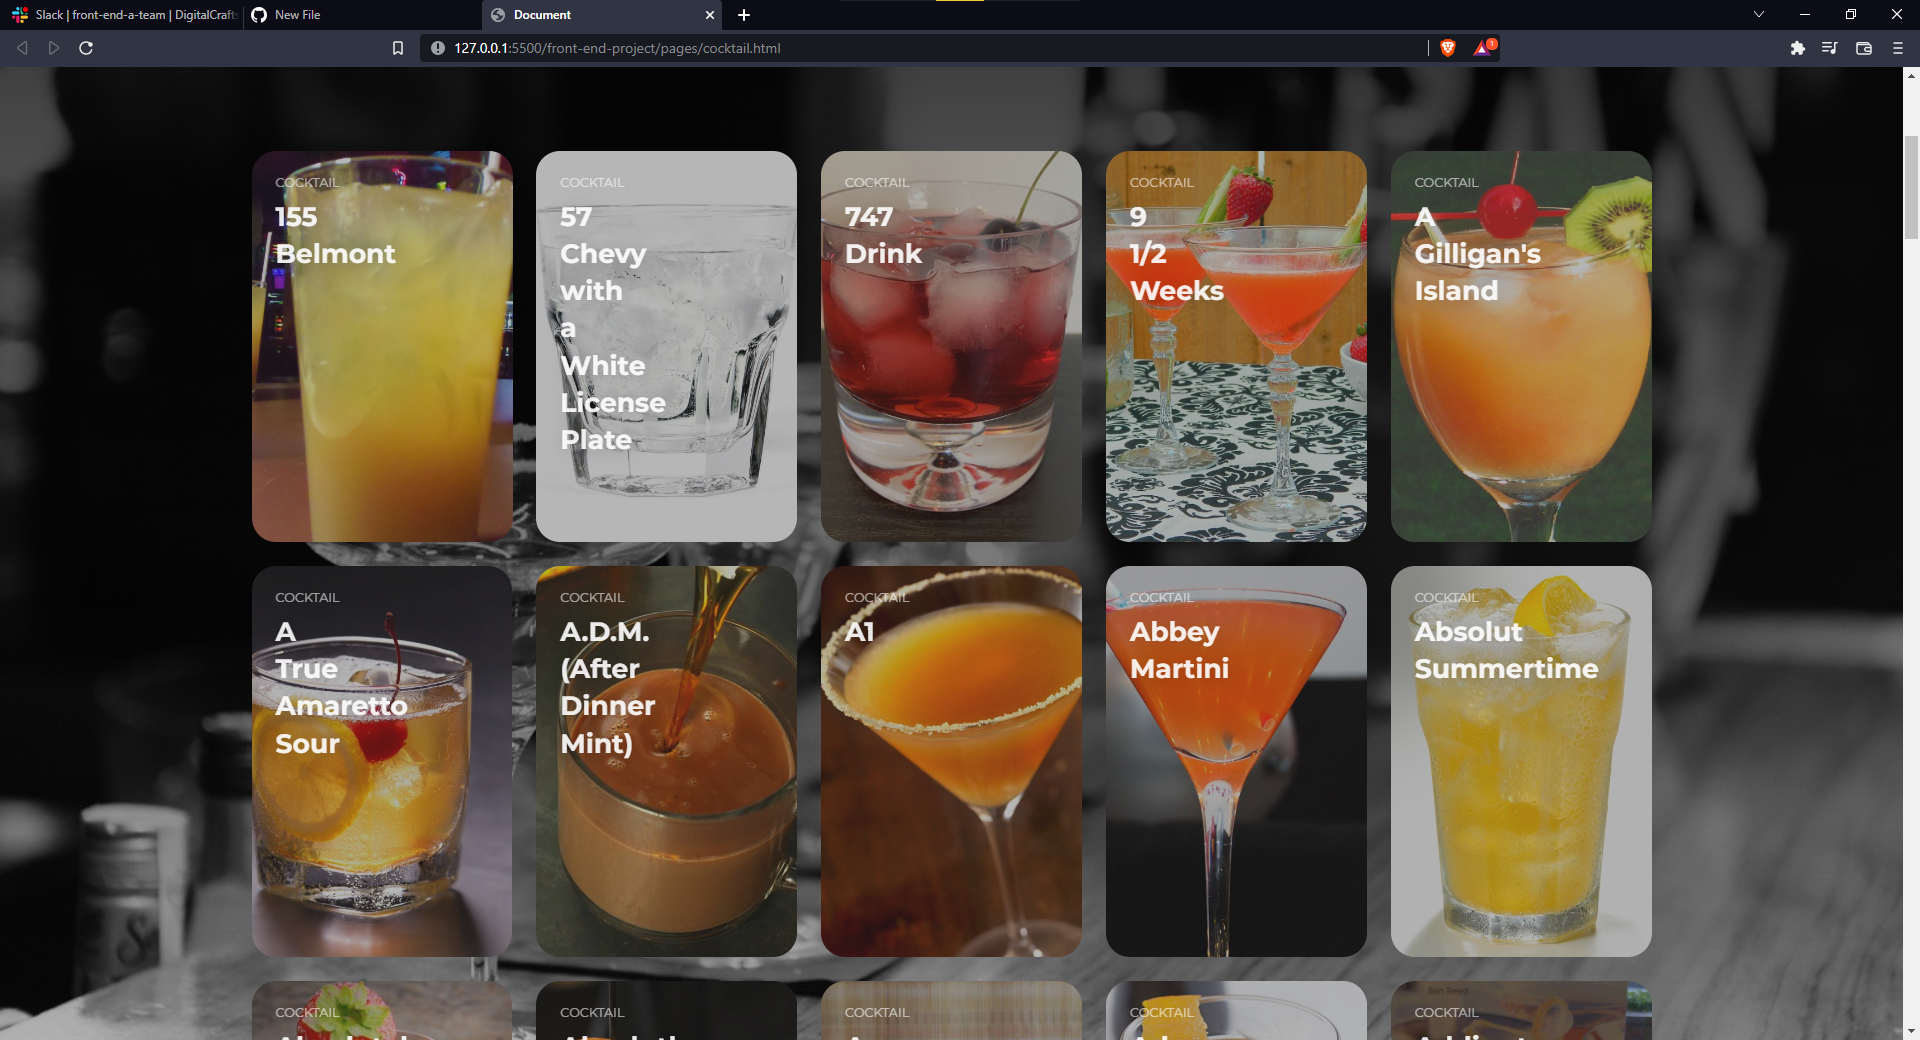 Slack | front-end-a-team | DigitalCrafts
New File
Document
127.0.0.1:5500/front-end-project/pages/cocktail.html
1
COCKTAIL
155
Belmont
COCKTAIL
57
Chevy
with
a
White
License
Plate
COCKTAIL
747
Drink
COCKTAIL
9
1/2
Weeks
COCKTAIL
A
Gilligan's
Island
COCKTAIL
A
True
Amaretto
Sour
COCKTAIL
A.D.M.
(After
Dinner
Mint)
COCKTAIL
A1
COCKTAIL
Abbey
Martini
COCKTAIL
Absolut
Summertime
COCKTAIL
COCKTAIL
COCKTAIL
COCKTAIL
COCKTAIL